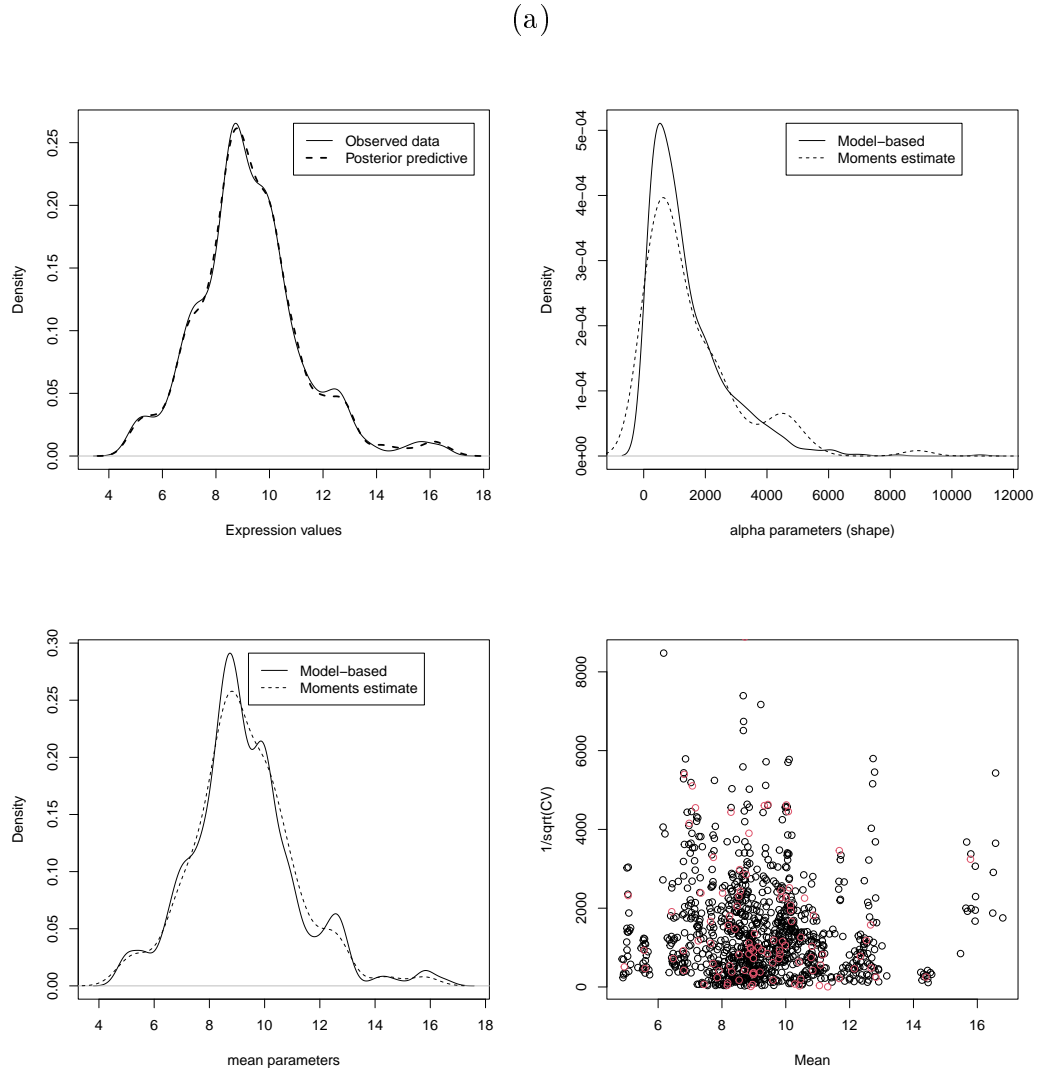 (a)
Observed data
Posterior predictive
0.00 0.05 0.10 0.15 0.20 0.25
Density
4 6 8 10 12 14 16 18
Expression values
Model−based
Moments estimate
0e+00 1e−04 2e−04 3e−04 4e−04 5e−04
Density
0 2000 4000 6000 8000 10000 12000
alpha parameters (shape)
Model−based
Moments estimate
0.00 0.05 0.10 0.15 0.20 0.25 0.30
Density
4 6 8 10 12 14 16 18
mean parameters
0 2000 4000 6000 8000
1/sqrt(CV)
6 8 10 12 14 16
Mean